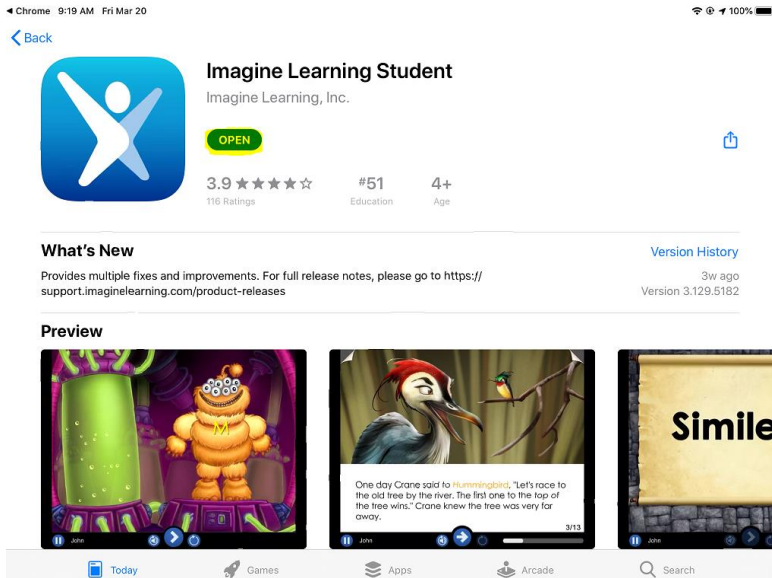 Chrome 9:19 AM Fri Mar 20
100%
Back
Imagine Learning Student
Imagine Learning, Inc.
OPEN
3.9 ★★★★☆ #51 4+
116 Ratings Education Age
What's New Version History
Provides multiple fixes and improvements. For full release notes, please go to https://
support.imaginelearning.com/product-releases
3w ago
Version 3.129.5182
Preview
M
John
One day Crane said to Hummingbird, "Let's race to
the old tree by the river. The first one to the top of
the tree wins." Crane knew the tree was very far
away.
3/13
John
Simile
John
Today Games Apps Arcade Search